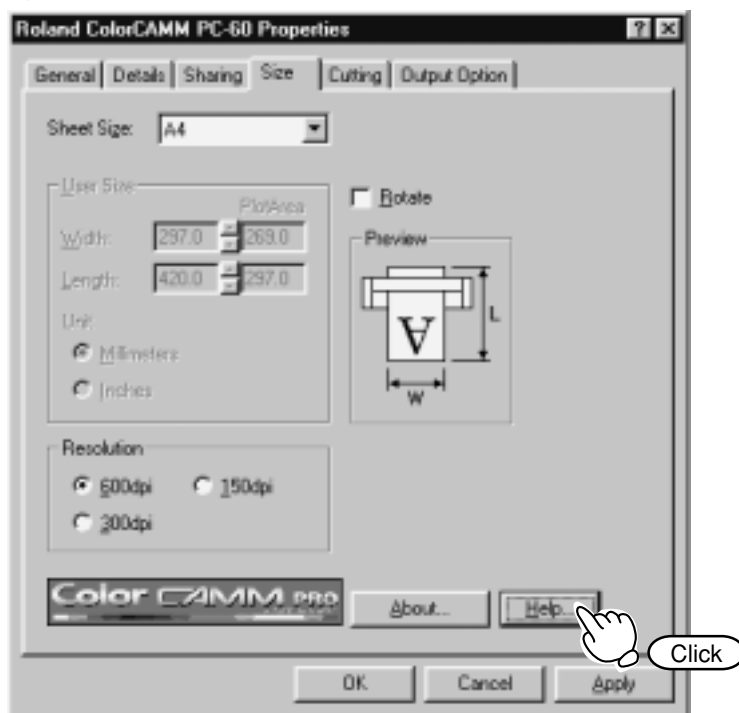 Roland ColorCAMM PC-60 Properties
General Details Sharing Size Cutting Output Option
Sheet Size: A4
User Size
PlotArea
Rotate
Width: 297.0 269.0
Preview
Length: 420.0 297.0
L
Unit
A
Millimeters
W
Inches
Resolution
600dpi 150dpi
300dpi
Color CAMM PRO
About... Help...
Click
OK Cancel Apply